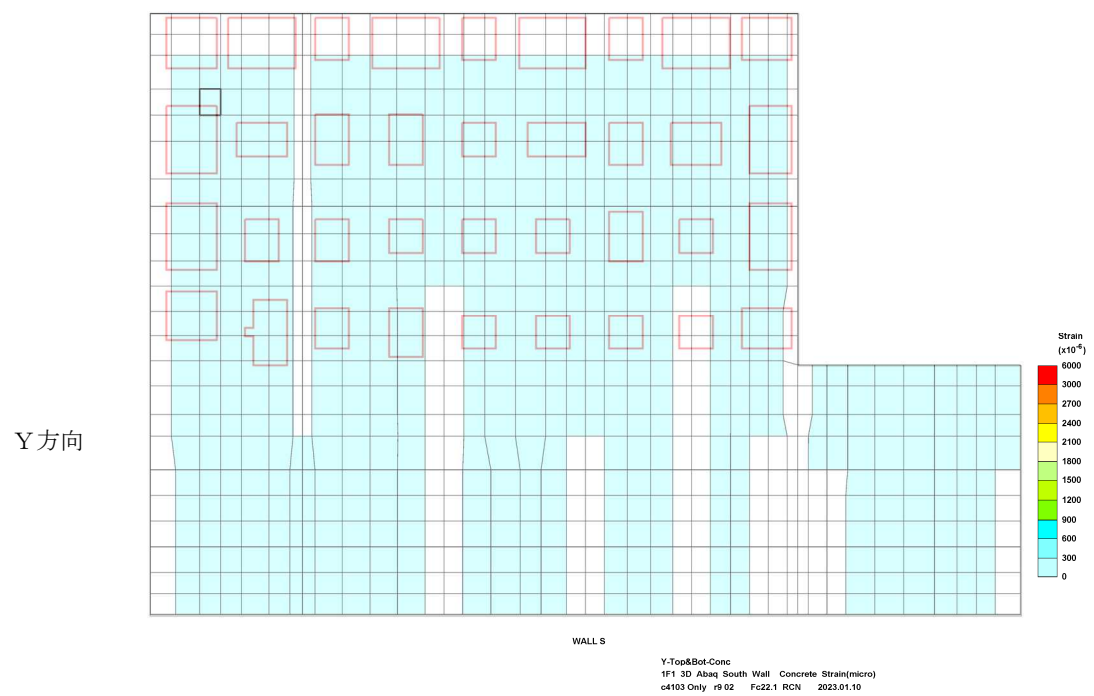 Y方向
Strain
(x10-6)
6000
3000
2700
2400
2100
1800
1500
1200
900
600
300
0
WALL S
Y-Top&Bot-Conc
1F1 3D Abaq South Wall Concrete Strain(micro)
c4103 Only r9 02 Fc22.1 RCN 2023.01.10